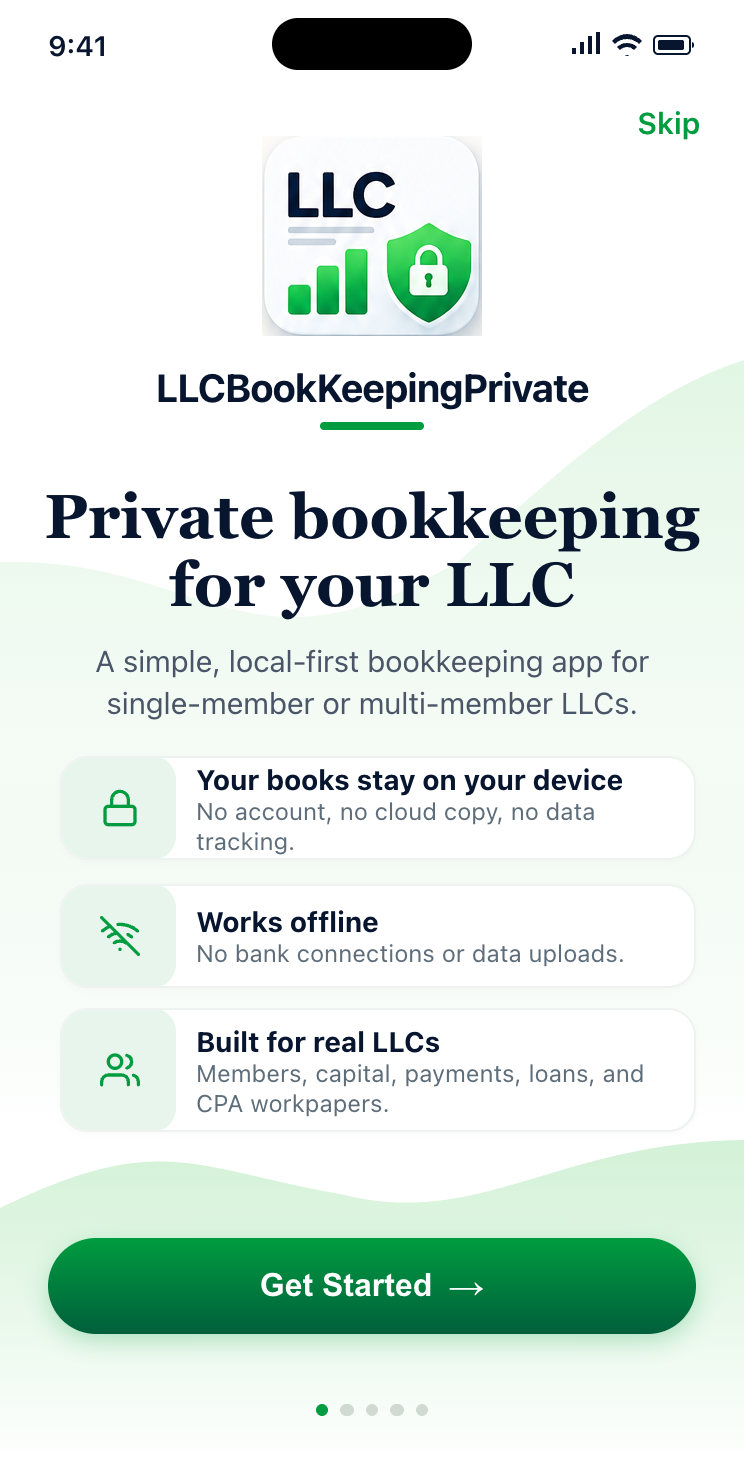 9:41
Skip
LLC
LLCBookKeepingPrivate
Private bookkeeping
for your LLC
A simple, local-first bookkeeping app for
single-member or multi-member LLCs.
Your books stay on your device
No account, no cloud copy, no data
tracking.
Works offline
No bank connections or data uploads.
Built for real LLCs
Members, capital, payments, loans, and
CPA workpapers.
Get Started →